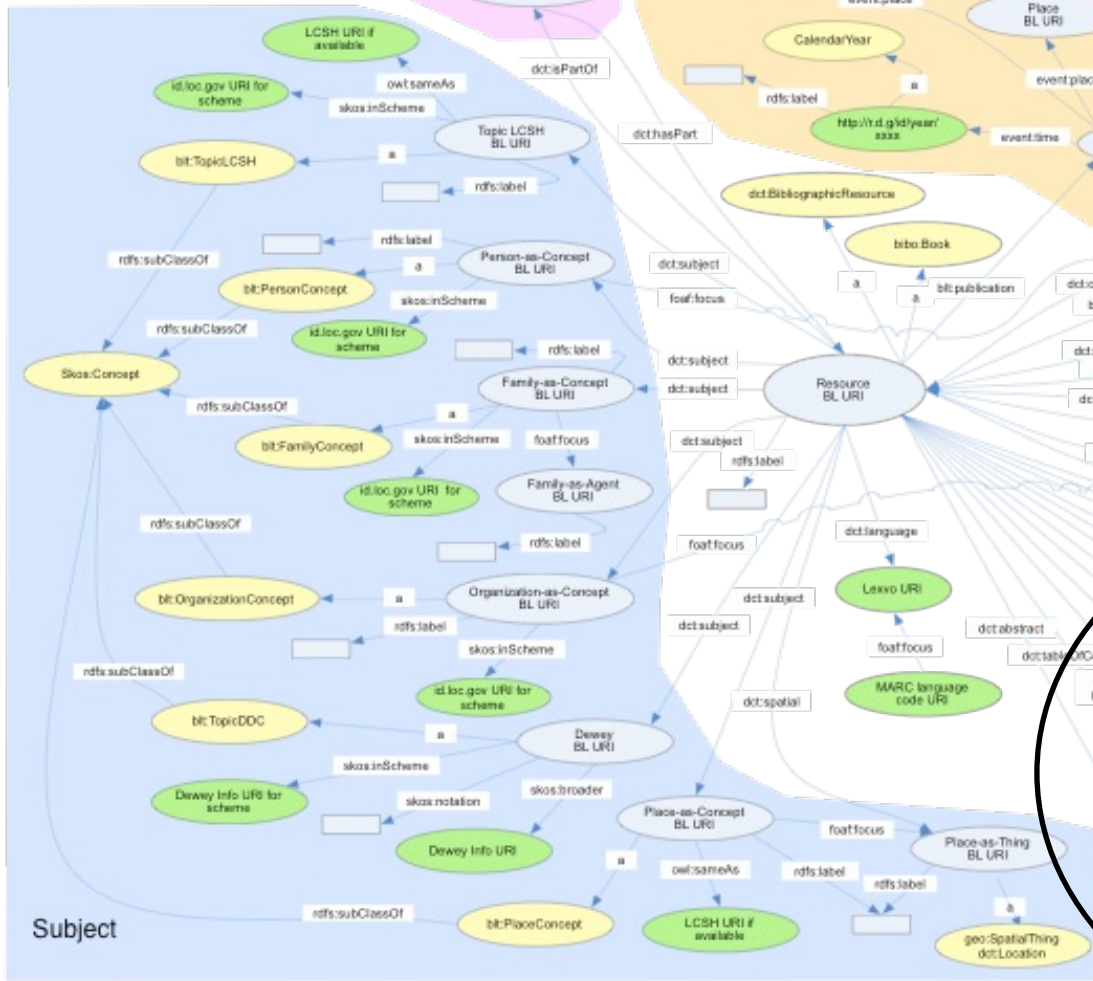 LCSH URI if
available
owl:sameAs
id.loc.gov URI for
scheme
skos:inScheme
Topic LCSH
BL URI
blt:TopicLCSH
a
rdfs:label
rdfs:subClassOf
rdfs:label
Person-as-Concept
BL URI
a
blt:PersonConcept
skos:inScheme
rdfs:subClassOf
id.loc.gov URI for
scheme
rdfs:label
Skos:Concept
Family-as-Concept
BL URI
rdfs:subClassOf
a
skos:inScheme
foaf:focus
blt:FamilyConcept
id.loc.gov URI for
scheme
Family-as-Agent
BL URI
rdfs:subClassOf
rdfs:label
blt:OrganizationConcept
a
Organization-as-Concept
BL URI
rdfs:label
skos:inScheme
rdfs:subClassOf
id.loc.gov URI for
scheme
blt:TopicDDC
a
Dewey
BL URI
skos:inScheme
Dewey Info URI for
scheme
skos:notation
skos:broader
Dewey Info URI
Place-as-Concept
BL URI
foaf:focus
Place-as-Thing
BL URI
a
owl:sameAs
rdfs:label
rdfs:label
a
rdfs:subClassOf
blt:PlaceConcept
LCSH URI if
available
geo:SpatialThing
dct:Location
Subject
dct:isPartOf
dct:hasPart
event:place
Place
BL URI
CalendarYear
a
rdfs:label
event:plac
http://r.d.g/id/year/
xxxx
event:time
dct:BibliographicResource
bibo:Book
a
a
blt:publication
dct:subject
foaf:focus
dct:subject
dct:subject
Resource
BL URI
dct:
dct:subject
rdfs:label
foaf:focus
dct:language
Lexvo URI
dct:subject
dct:subject
foaf:focus
dct:abstract
dct:tableOfCo
MARC language
code URI
dct:spatial